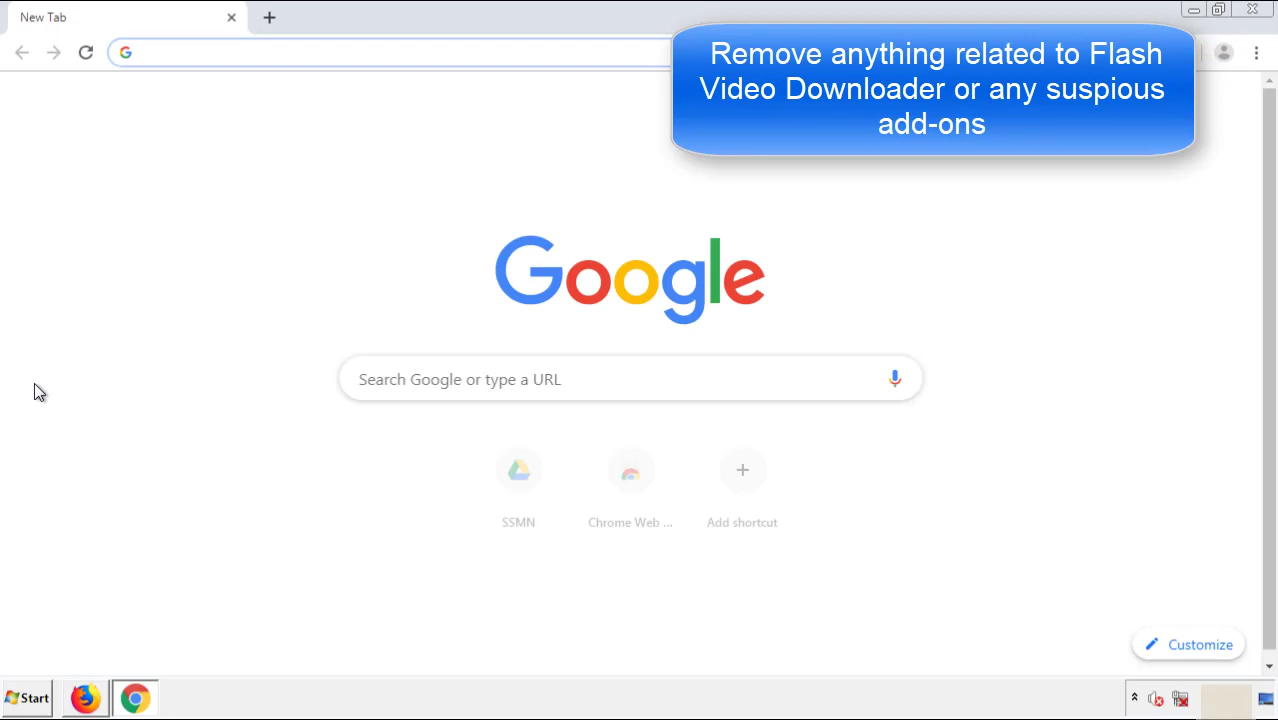 New Tab
Remove anything related to Flash
Video Downloader or any suspious
add-ons
Google
Search Google or type a URL
SSMN
Chrome Web ...
Add shortcut
Customize
Start